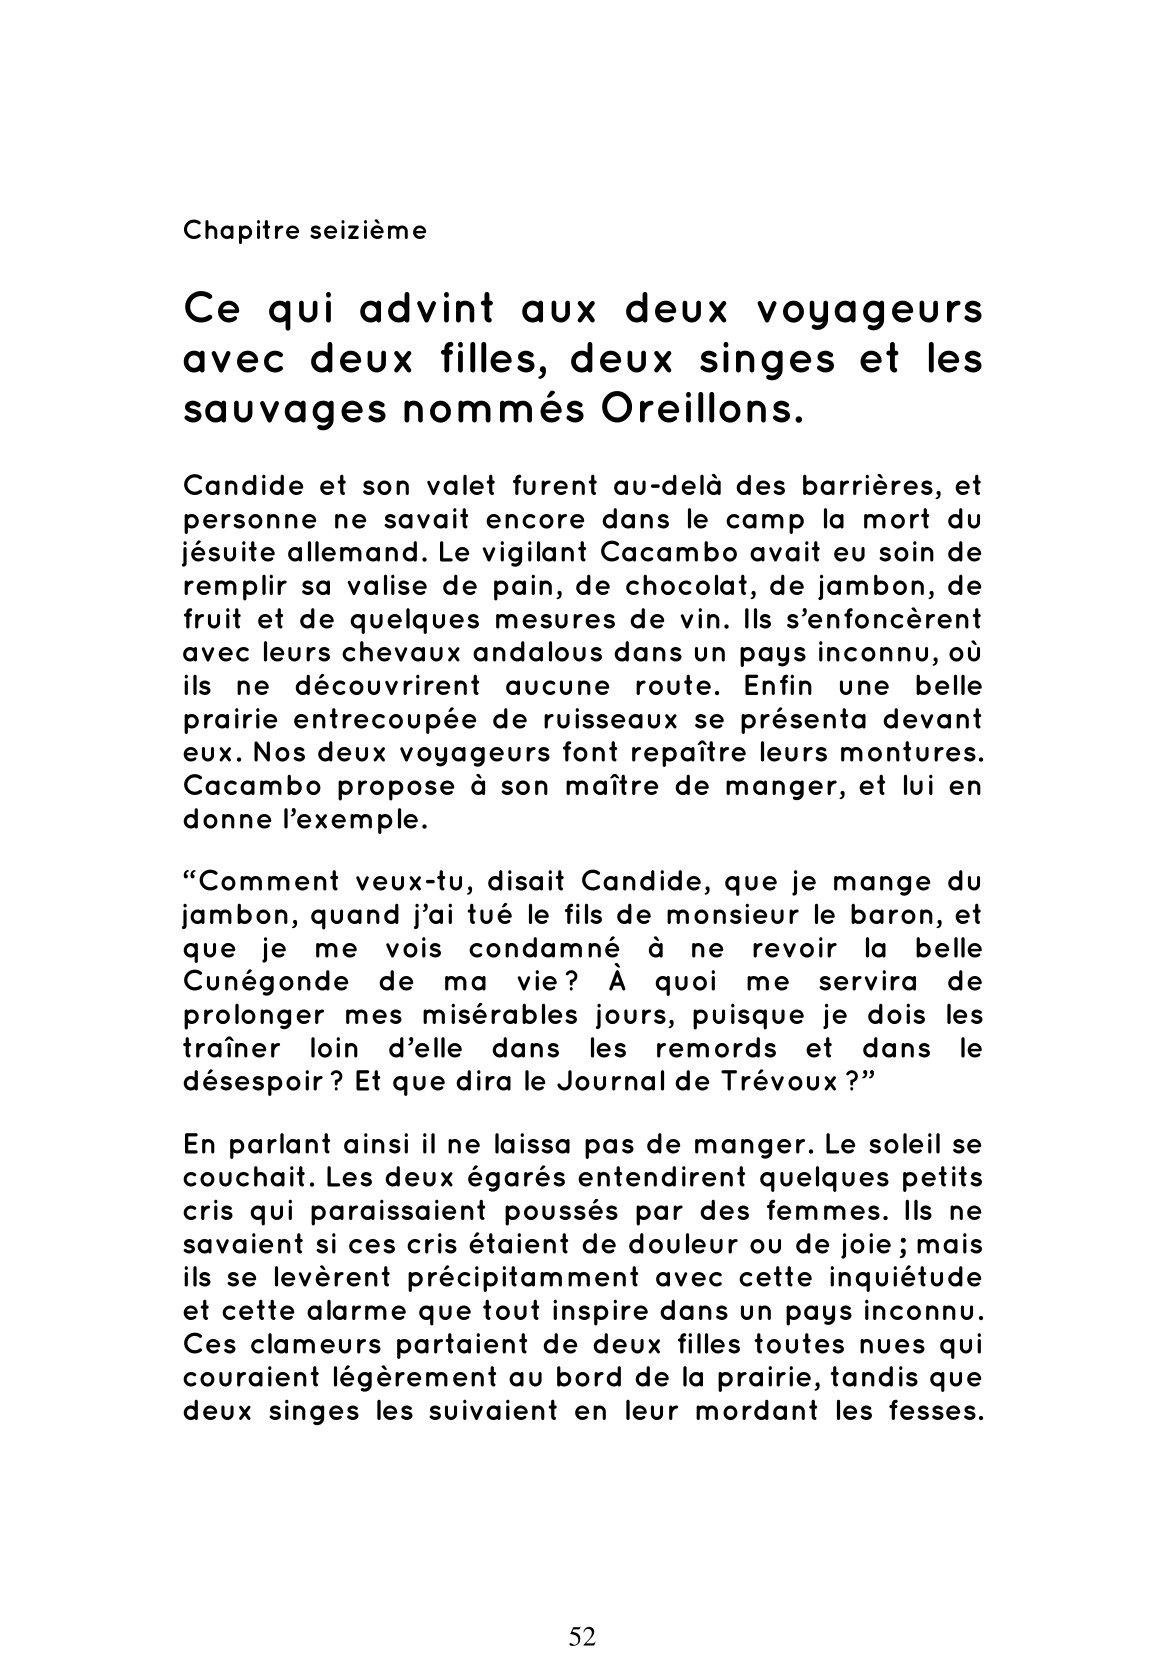 Chapitre seizième
Ce qui advint aux deux voyageurs
avec deux filles, deux singes et les
sauvages nommés Oreillons.
Candide et son valet furent au-delà des barrières, et
personne ne savait encore dans le camp la mort du
jésuite allemand. Le vigilant Cacambo avait eu soin de
remplir sa valise de pain, de chocolat, de jambon, de
fruit et de quelques mesures de vin. Ils s’enfoncèrent
avec leurs chevaux andalous dans un pays inconnu, où
ils ne découvrirent aucune route. Enfin une belle
prairie entrecoupée de ruisseaux se présenta devant
eux. Nos deux voyageurs font repaître leurs montures.
Cacambo propose à son maître de manger, et lui en
donne l’exemple.
“Comment veux-tu, disait Candide, que je mange du
jambon, quand j’ai tué le fils de monsieur le baron, et
que je me vois condamné à ne revoir la belle
Cunégonde de ma vie ? À quoi me servira de
prolonger mes misérables jours, puisque je dois les
traîner loin d’elle dans les remords et dans le
désespoir ? Et que dira le Journal de Trévoux ?”
En parlant ainsi il ne laissa pas de manger. Le soleil se
couchait. Les deux égarés entendirent quelques petits
cris qui paraissaient poussés par des femmes. Ils ne
savaient si ces cris étaient de douleur ou de joie ; mais
ils se levèrent précipitamment avec cette inquiétude
et cette alarme que tout inspire dans un pays inconnu.
Ces clameurs partaient de deux filles toutes nues qui
couraient légèrement au bord de la prairie, tandis que
deux singes les suivaient en leur mordant les fesses.
52